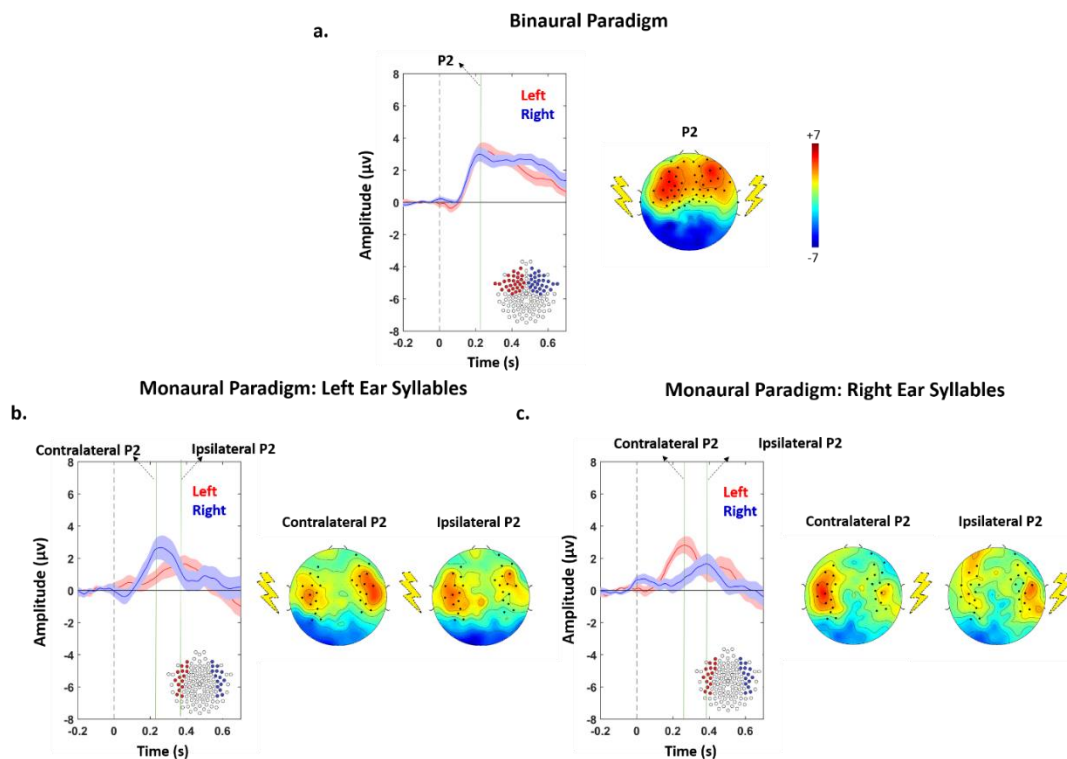 Binaural Paradigm
a.
P2
8
6
4
2
0
-2
-4
-6
-8
Amplitude (μv)
Left
Right
-0.2 0 0.2 0.4 0.6
Time (s)
P2
+7
-7
Monaural Paradigm: Left Ear Syllables
b.
Contralateral P2 Ipsilateral P2
8
6
4
2
0
-2
-4
-6
-8
Amplitude (μv)
Left
Right
-0.2 0 0.2 0.4 0.6
Time (s)
Contralateral P2 Ipsilateral P2
Monaural Paradigm: Right Ear Syllables
c.
Contralateral P2 Ipsilateral P2
8
6
4
2
0
-2
-4
-6
-8
Amplitude (μv)
Left
Right
-0.2 0 0.2 0.4 0.6
Time (s)
Contralateral P2 Ipsilateral P2